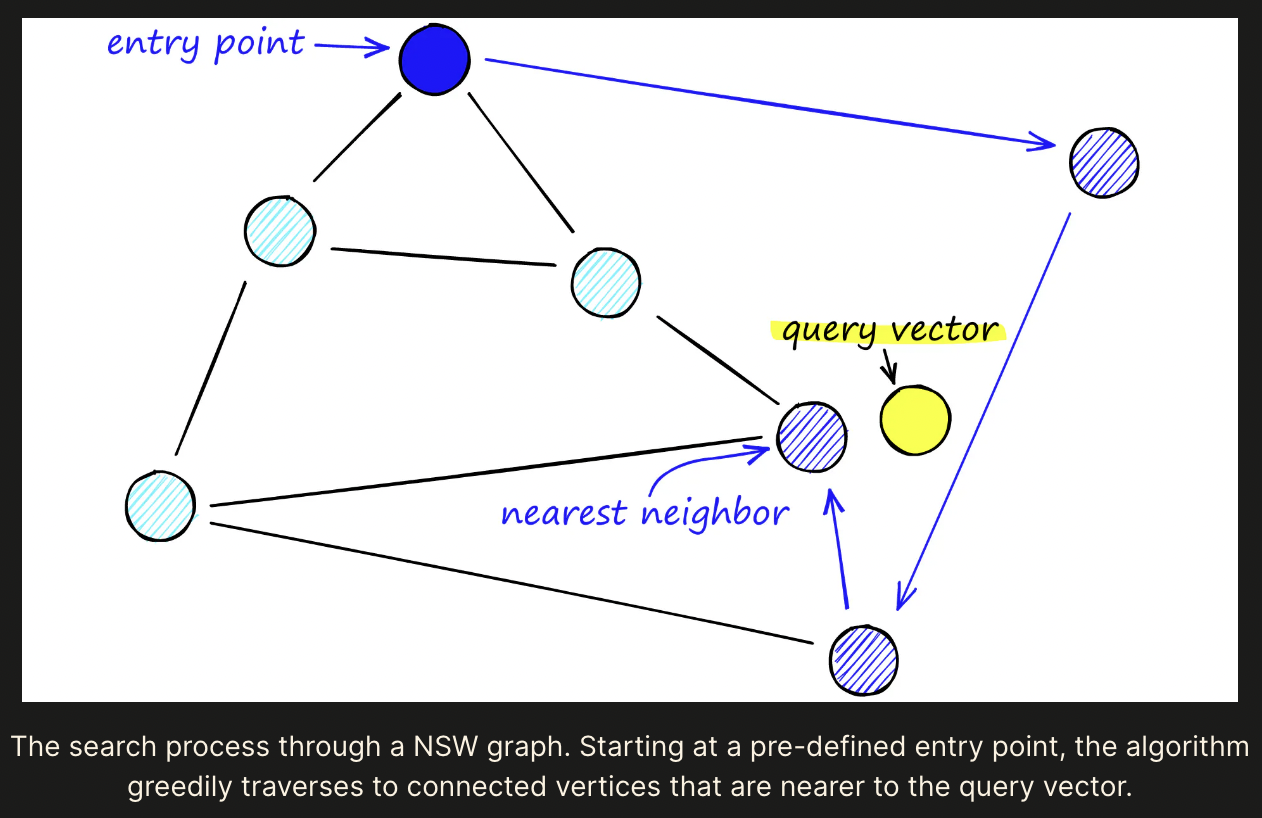 entry point
query vector
nearest neighbor
The search process through a NSW graph. Starting at a pre-defined entry point, the algorithm
greedily traverses to connected vertices that are nearer to the query vector.